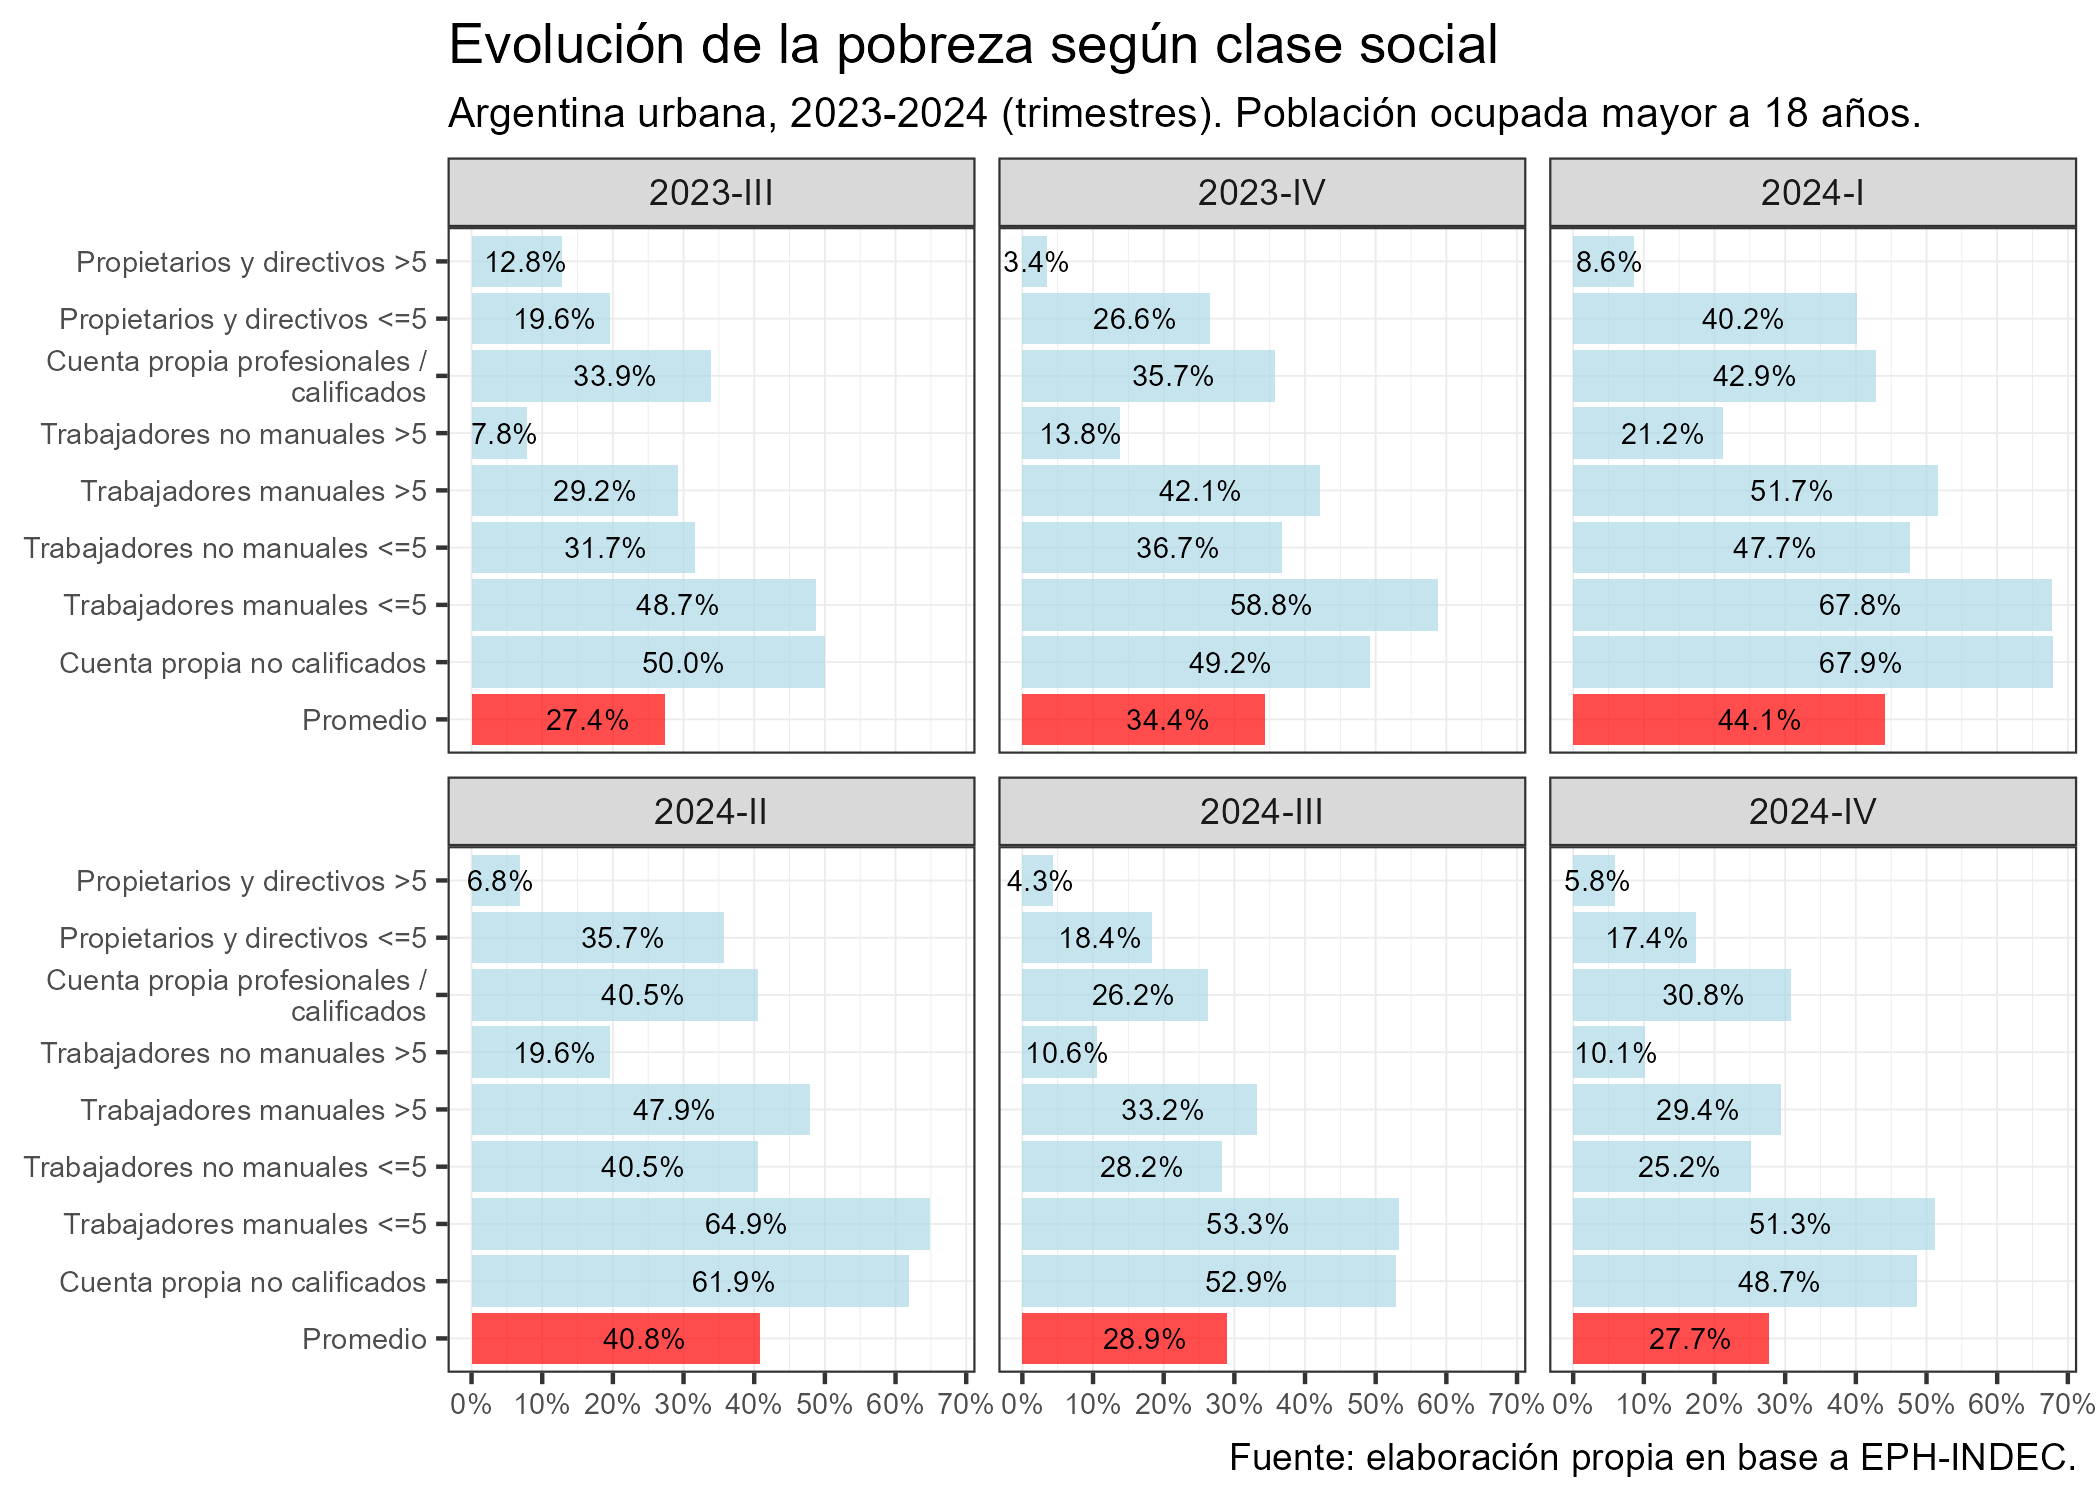 Evolución de la pobreza según clase social
Argentina urbana, 2023-2024 (trimestres). Población ocupada mayor a 18 años.
2023-III
2023-IV
2024-I
Propietarios y directivos >5
12.8%
3.4%
8.6%
Propietarios y directivos <=5
19.6%
26.6%
40.2%
Cuenta propia profesionales /
calificados
33.9%
35.7%
42.9%
Trabajadores no manuales >5
7.8%
13.8%
21.2%
Trabajadores manuales >5
29.2%
42.1%
51.7%
Trabajadores no manuales <=5
31.7%
36.7%
47.7%
Trabajadores manuales <=5
48.7%
58.8%
67.8%
Cuenta propia no calificados
50.0%
49.2%
67.9%
Promedio
27.4%
34.4%
44.1%
2024-II
2024-III
2024-IV
Propietarios y directivos >5
6.8%
4.3%
5.8%
Propietarios y directivos <=5
35.7%
18.4%
17.4%
Cuenta propia profesionales /
calificados
40.5%
26.2%
30.8%
Trabajadores no manuales >5
19.6%
10.6%
10.1%
Trabajadores manuales >5
47.9%
33.2%
29.4%
Trabajadores no manuales <=5
40.5%
28.2%
25.2%
Trabajadores manuales <=5
64.9%
53.3%
51.3%
Cuenta propia no calificados
61.9%
52.9%
48.7%
Promedio
40.8%
28.9%
27.7%
0% 10% 20% 30% 40% 50% 60% 70%
0% 10% 20% 30% 40% 50% 60% 70%
0% 10% 20% 30% 40% 50% 60% 70%
Fuente: elaboración propia en base a EPH-INDEC.